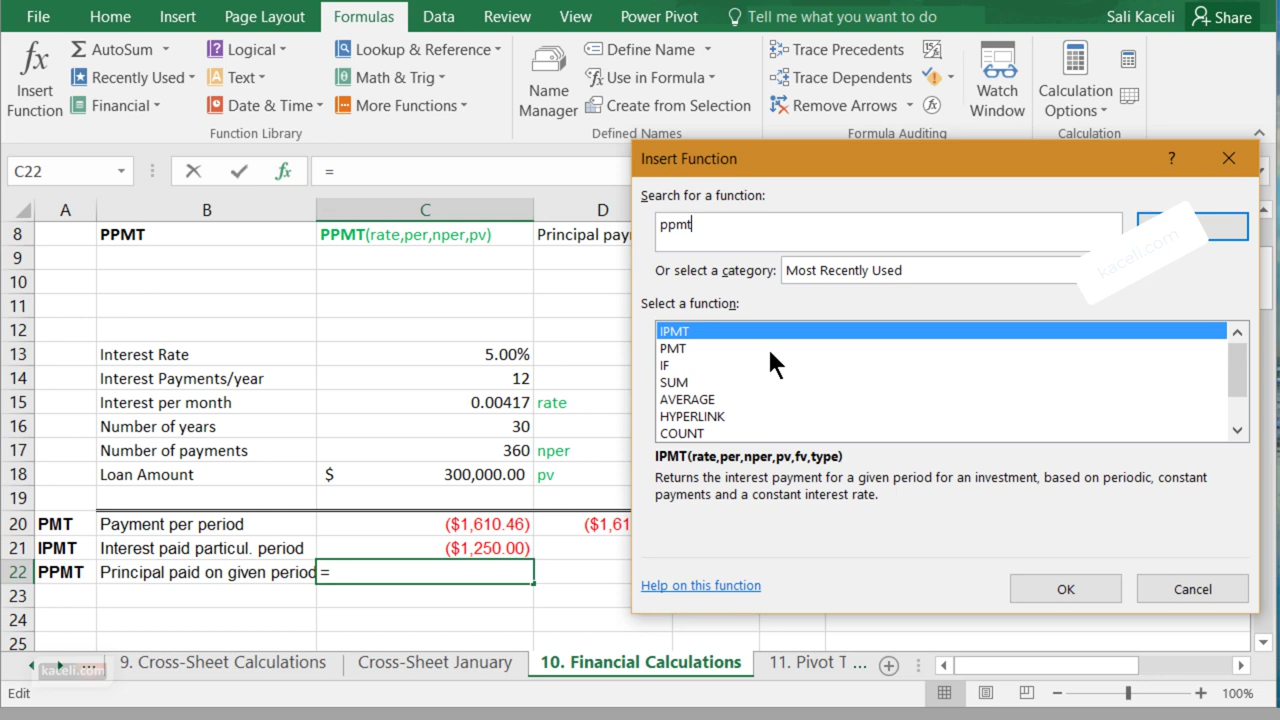 File Home Insert Page Layout Formulas Data Review View Power Pivot Tell me what you want to do Sali Kaceli Share
fx Insert Function
AutoSum Logical Lookup & Reference
Recently Used Text Math & Trig
Financial Date & Time More Functions
Function Library
Name Manager
Define Name
Use in Formula
Create from Selection
Defined Names
Trace Precedents
Trace Dependents
Remove Arrows
Formula Auditing
Watch Window
Calculation Options
Calculation
C22 fx =
A B C D
8 PPMT PPMT(rate,per,nper,pv) Principal payn
9
10
11
12
13 Interest Rate 5.00%
14 Interest Payments/year 12
15 Interest per month 0.00417 rate
16 Number of years 30
17 Number of payments 360 nper
18 Loan Amount $ 300,000.00 pv
19
20 PMT Payment per period ($1,610.46) ($1,61
21 IPMT Interest paid particul. period ($1,250.00)
22 PPMT Principal paid on given period =
23
24
25
Insert Function ?
Search for a function:
ppmt
kaceli.com
Or select a category: Most Recently Used
Select a function:
IPMT
PMT
IF
SUM
AVERAGE
HYPERLINK
COUNT
IPMT(rate,per,nper,pv,fv,type)
Returns the interest payment for a given period for an investment, based on periodic, constant
payments and a constant interest rate.
Help on this function OK Cancel
kaceli.com ... 9. Cross-Sheet Calculations Cross-Sheet January 10. Financial Calculations 11. Pivot T ...
Edit 100%